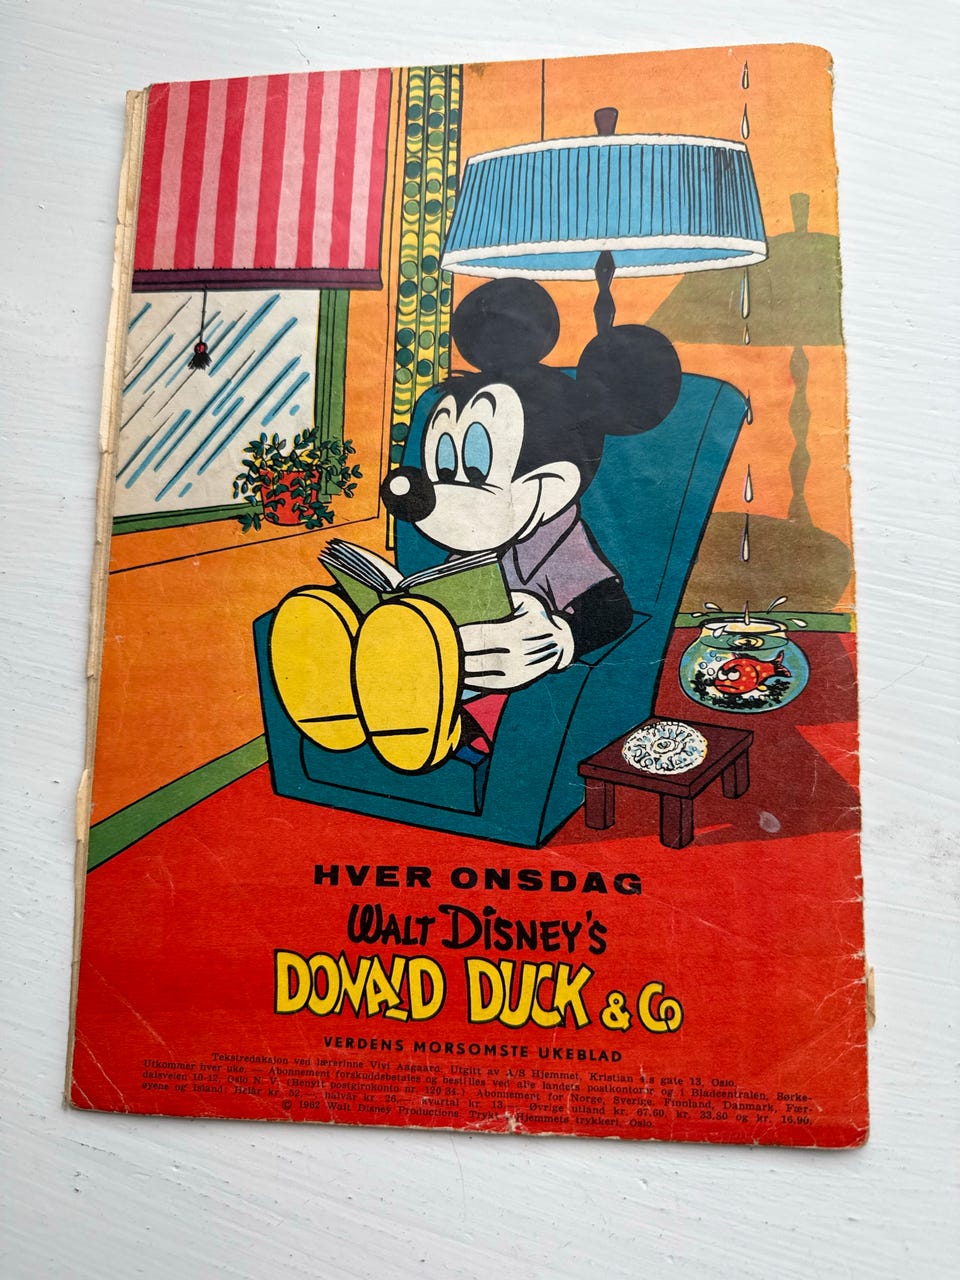 HVER ONSDAG
WALT DISNEY'S
DONALD DUCK & Co
VERDENS MORSOMSTE UKEBLAD
Tekstredaksjon ved lærerinne Vivi Aagaard. Utgitt av A/S Hjemmet, Kristian 4.s gate 13, Oslo.
Utkommer hver uke. — Abonnement forskuddsbetales og bestilles ved alle landets postkontorer og i Bladcentralen, Børke-
dalsveien 10-12, Oslo N. V. (Benytt postgirokonto nr. 120 34.) Abonnement for Norge, Sverige, Finnland, Danmark, Fær-
øyene og Island: Helår kr. 52,— halvår kr. 26,— kvartal kr. 13,— Øvrige utland kr. 67.60, kr. 33.80 og kr. 16.90.
© 1962 Walt Disney Productions. Trykt Hjemmets trykkeri, Oslo.